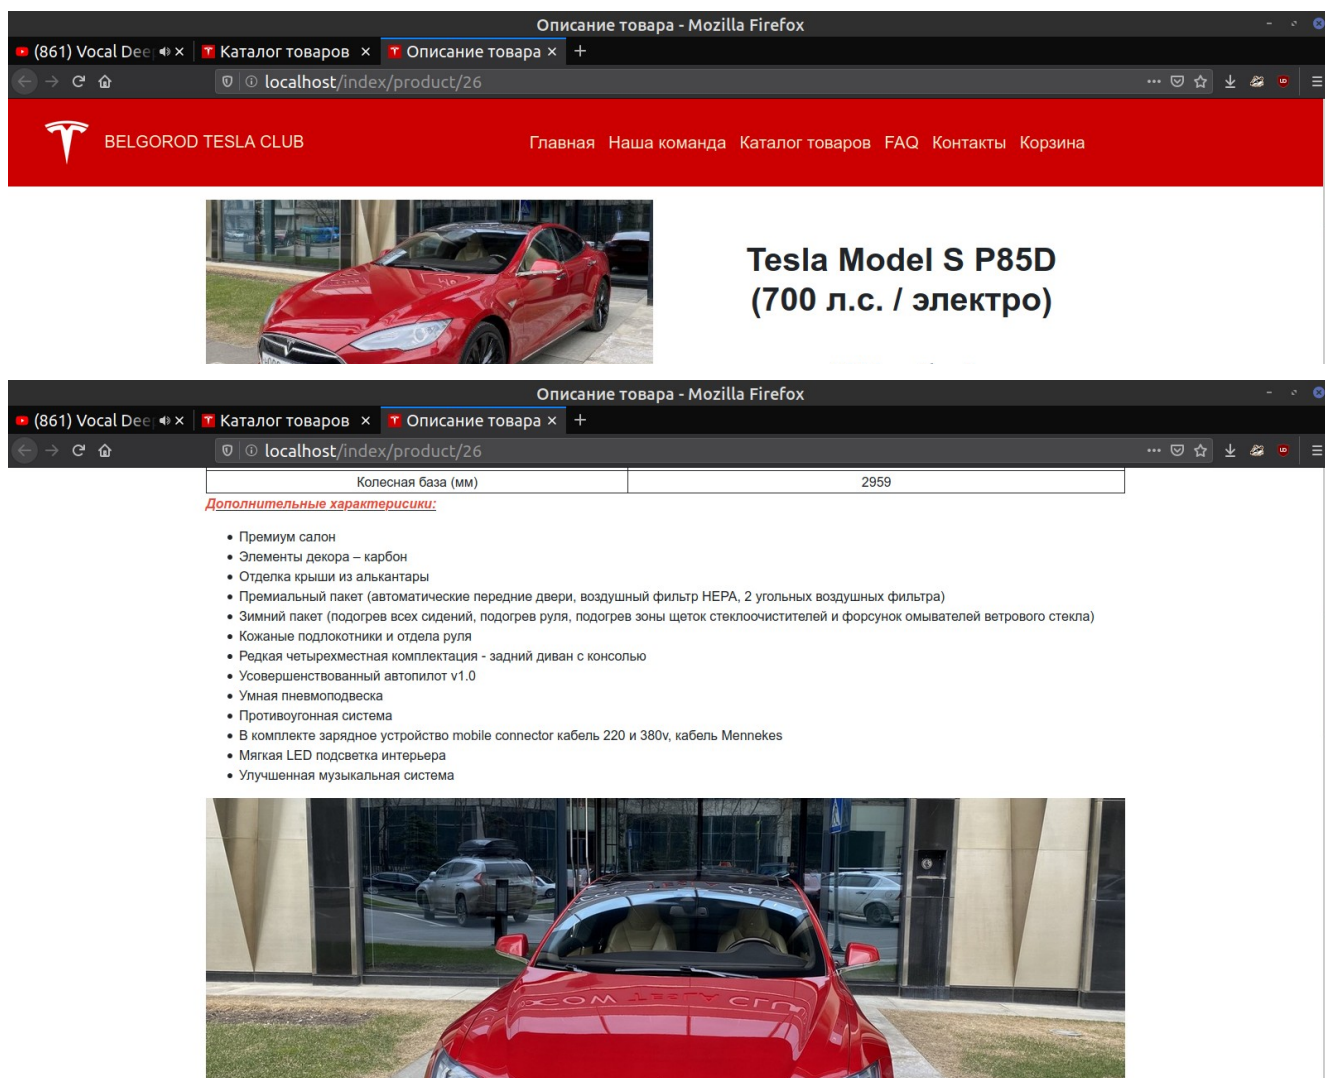 Описание товара - Mozilla Firefox
(861) Vocal Dee
Каталог товаров
Описание товара
localhost/index/product/26
BELGOROD TESLA CLUB
Главная Наша команда Каталог товаров FAQ Контакты Корзина
Tesla Model S P85D
(700 л.с. / электро)
Описание товара - Mozilla Firefox
(861) Vocal Dee
Каталог товаров
Описание товара
localhost/index/product/26
Колесная база (мм) 2959
Дополнительные характерисики:
Премиум салон
Элементы декора – карбон
Отделка крыши из алькантары
Премиальный пакет (автоматические передние двери, воздушный фильтр HEPA, 2 угольных воздушных фильтра)
Зимний пакет (подогрев всех сидений, подогрев руля, подогрев зоны щеток стеклоочистителей и форсунок омывателей ветрового стекла)
Кожаные подлокотники и отдела руля
Редкая четырехместная комплектация - задний диван с консолью
Усовершенствованный автопилот v1.0
Умная пневмоподвеска
Противоугонная система
В комплекте зарядное устройство mobile connector кабель 220 и 380v, кабель Mennekes
Мягкая LED подсветка интерьера
Улучшенная музыкальная система